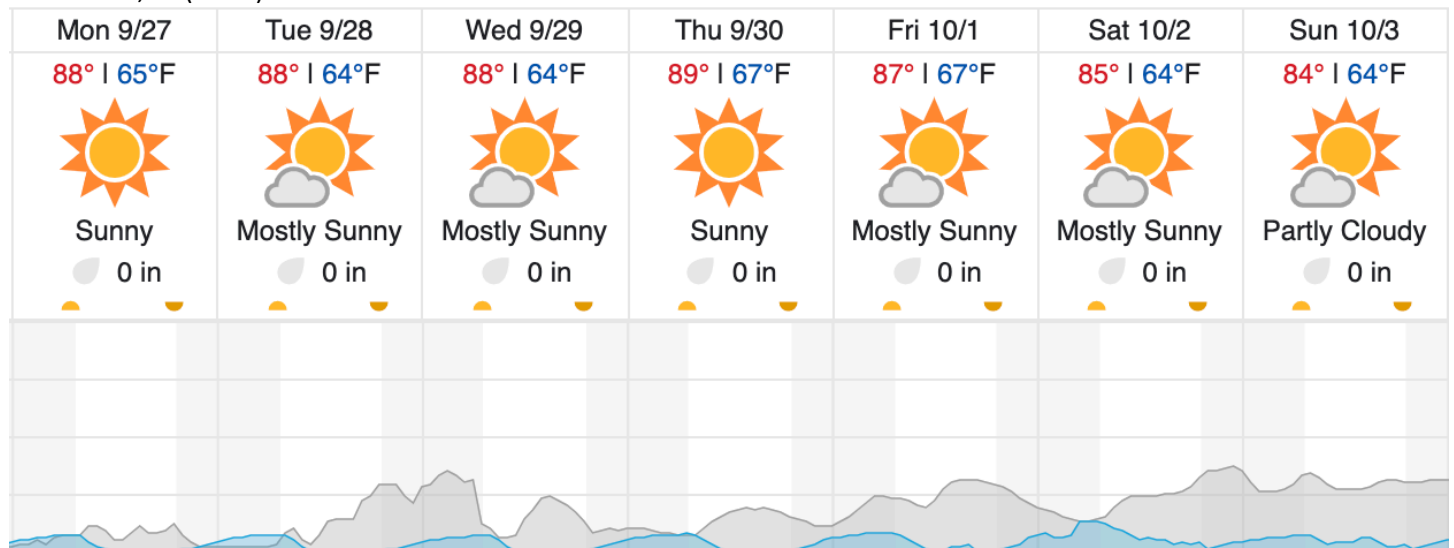 Mon 9/27 Tue 9/28 Wed 9/29 Thu 9/30 Fri 10/1 Sat 10/2 Sun 10/3
88° | 65°F 88° | 64°F 88° | 64°F 89° | 67°F 87° | 67°F 85° | 64°F 84° | 64°F
Sunny Mostly Sunny Mostly Sunny Sunny Mostly Sunny Mostly Sunny Partly Cloudy
0 in 0 in 0 in 0 in 0 in 0 in 0 in